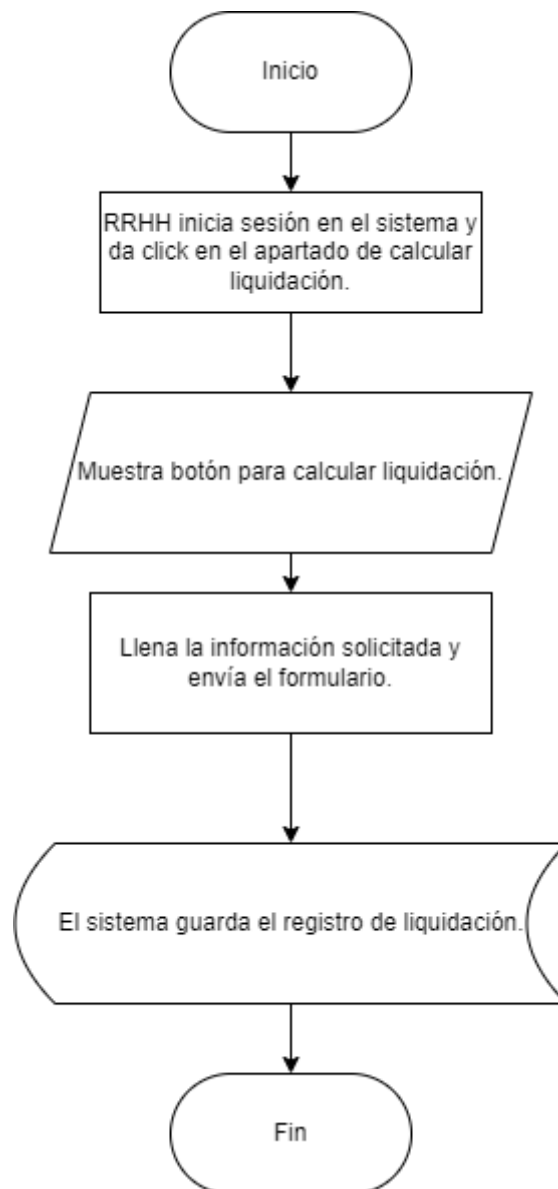 Inicio
RRHH inicia sesión en el sistema y
da click en el apartado de calcular
liquidación.
Muestra botón para calcular liquidación.
Llena la información solicitada y
envía el formulario.
El sistema guarda el registro de liquidación.
Fin